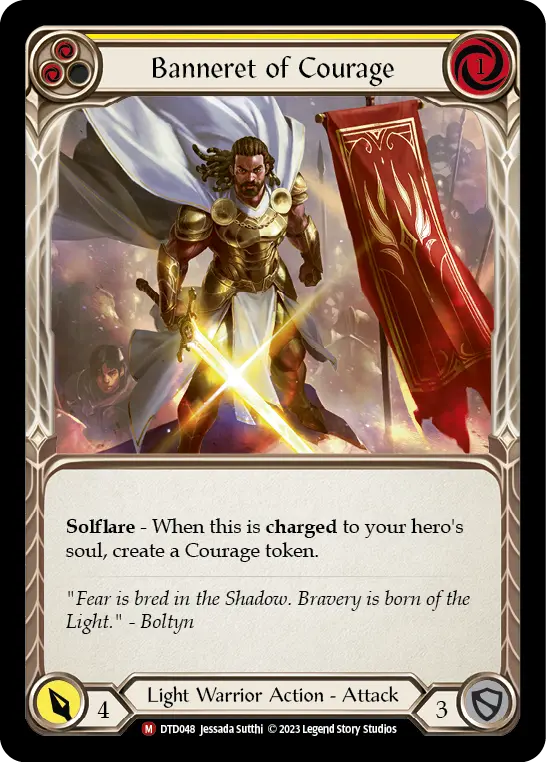 Banneret of Courage
1
Solflare - When this is charged to your hero's
soul, create a Courage token.
"Fear is bred in the Shadow. Bravery is born of the
Light." - Boltyn
4
Light Warrior Action - Attack
3
M DTD048 Jessada Sutthi © 2023 Legend Story Studios